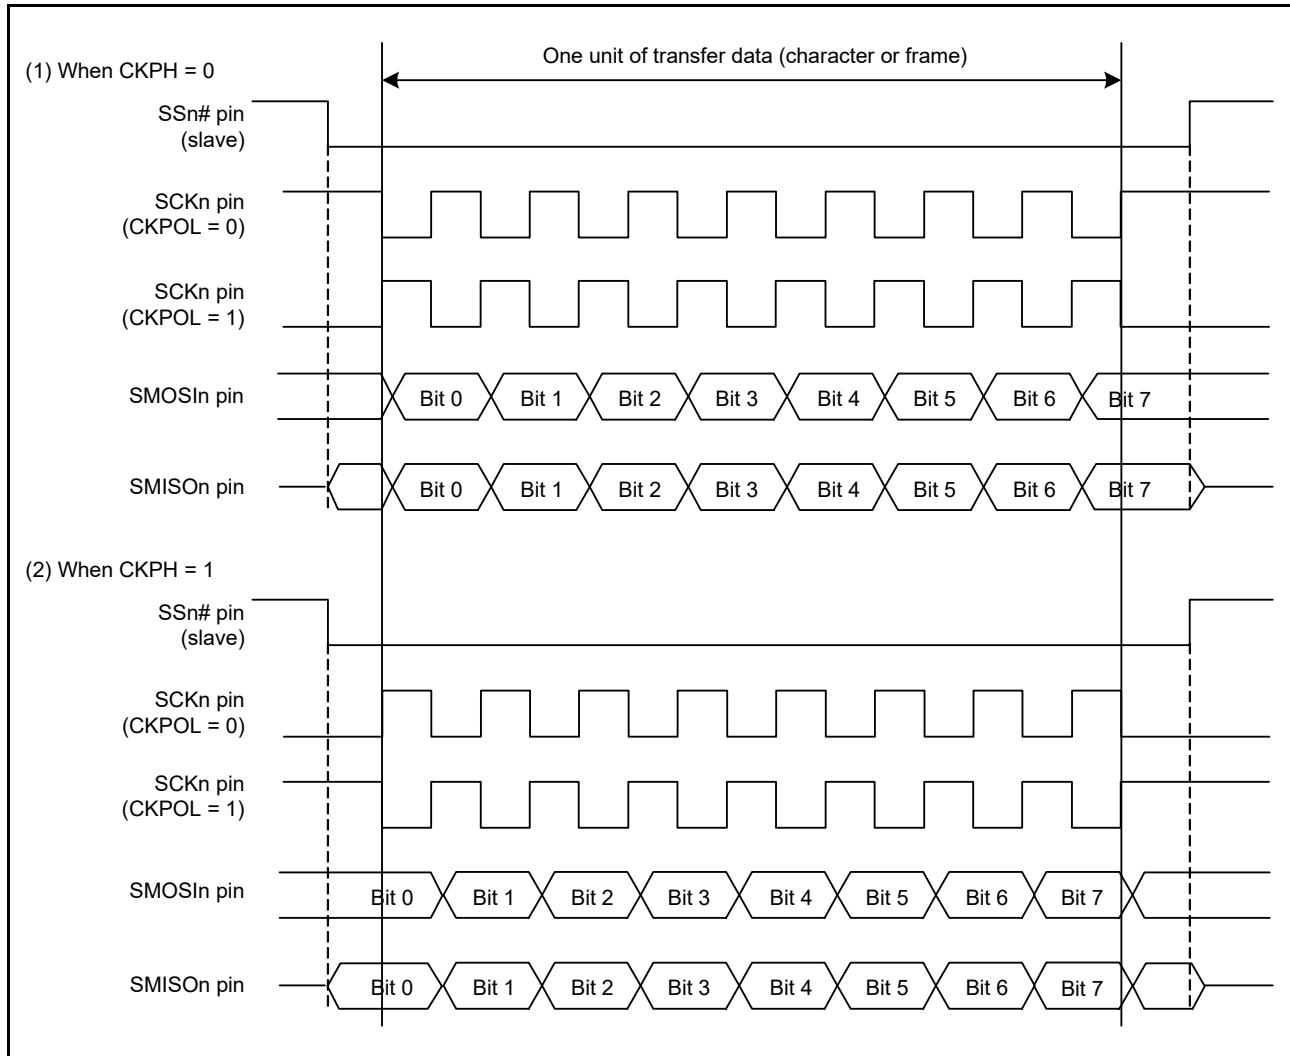 One unit of transfer data (character or frame)
(1) When CKPH = 0
SSn# pin
(slave)
SCKn pin
(CKPOL = 0)
SCKn pin
(CKPOL = 1)
SMOSIn pin
Bit 0 Bit 1 Bit 2 Bit 3 Bit 4 Bit 5 Bit 6 Bit 7
SMISOn pin
Bit 0 Bit 1 Bit 2 Bit 3 Bit 4 Bit 5 Bit 6 Bit 7
(2) When CKPH = 1
SSn# pin
(slave)
SCKn pin
(CKPOL = 0)
SCKn pin
(CKPOL = 1)
SMOSIn pin
Bit 0 Bit 1 Bit 2 Bit 3 Bit 4 Bit 5 Bit 6 Bit 7
SMISOn pin
Bit 0 Bit 1 Bit 2 Bit 3 Bit 4 Bit 5 Bit 6 Bit 7